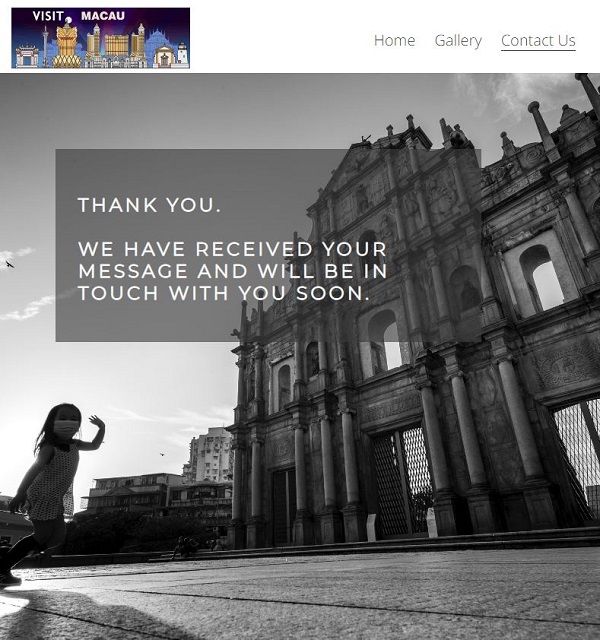 VISIT MACAU
Home Gallery Contact Us
THANK YOU.
WE HAVE RECEIVED YOUR
MESSAGE AND WILL BE IN
TOUCH WITH YOU SOON.